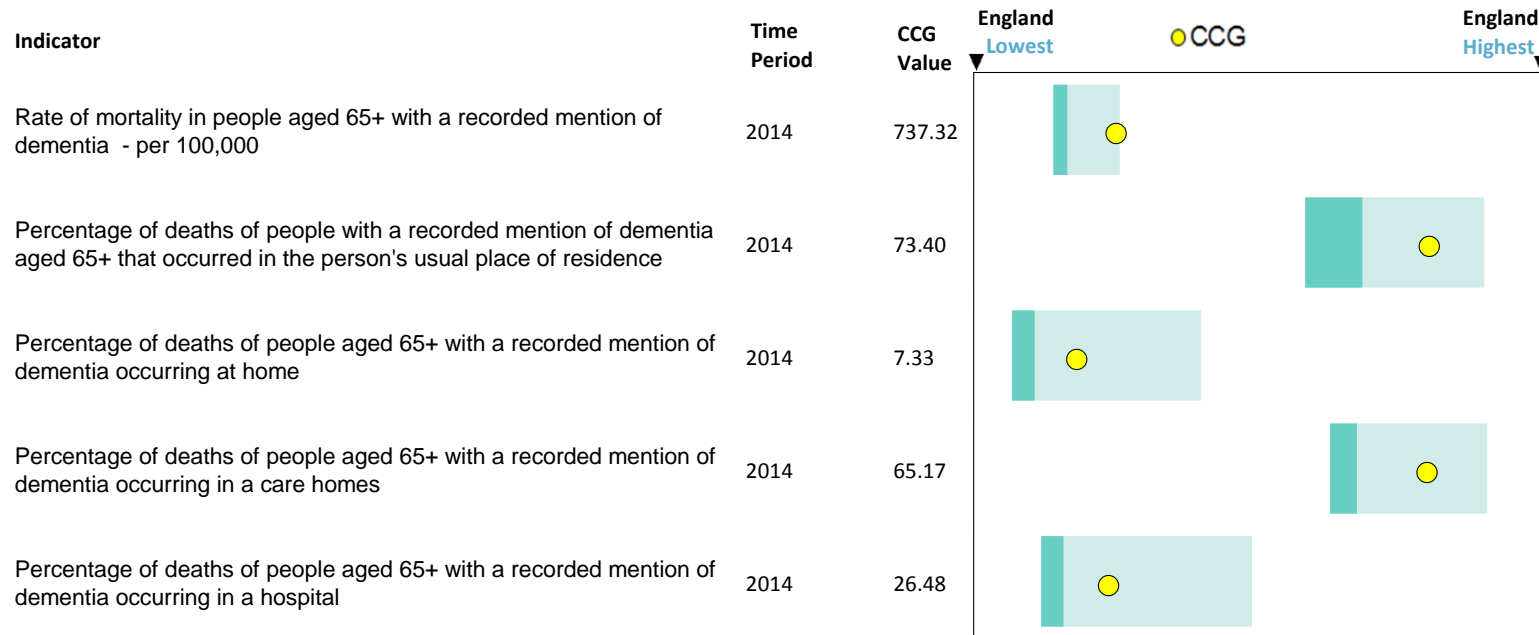 Indicator
Time Period
CCG Value
England Lowest
CCG
England Highest
Rate of mortality in people aged 65+ with a recorded mention of
dementia - per 100,000
2014
737.32
Percentage of deaths of people with a recorded mention of dementia
aged 65+ that occurred in the person's usual place of residence
2014
73.40
Percentage of deaths of people aged 65+ with a recorded mention of
dementia occurring at home
2014
7.33
Percentage of deaths of people aged 65+ with a recorded mention of
dementia occurring in a care homes
2014
65.17
Percentage of deaths of people aged 65+ with a recorded mention of
dementia occurring in a hospital
2014
26.48